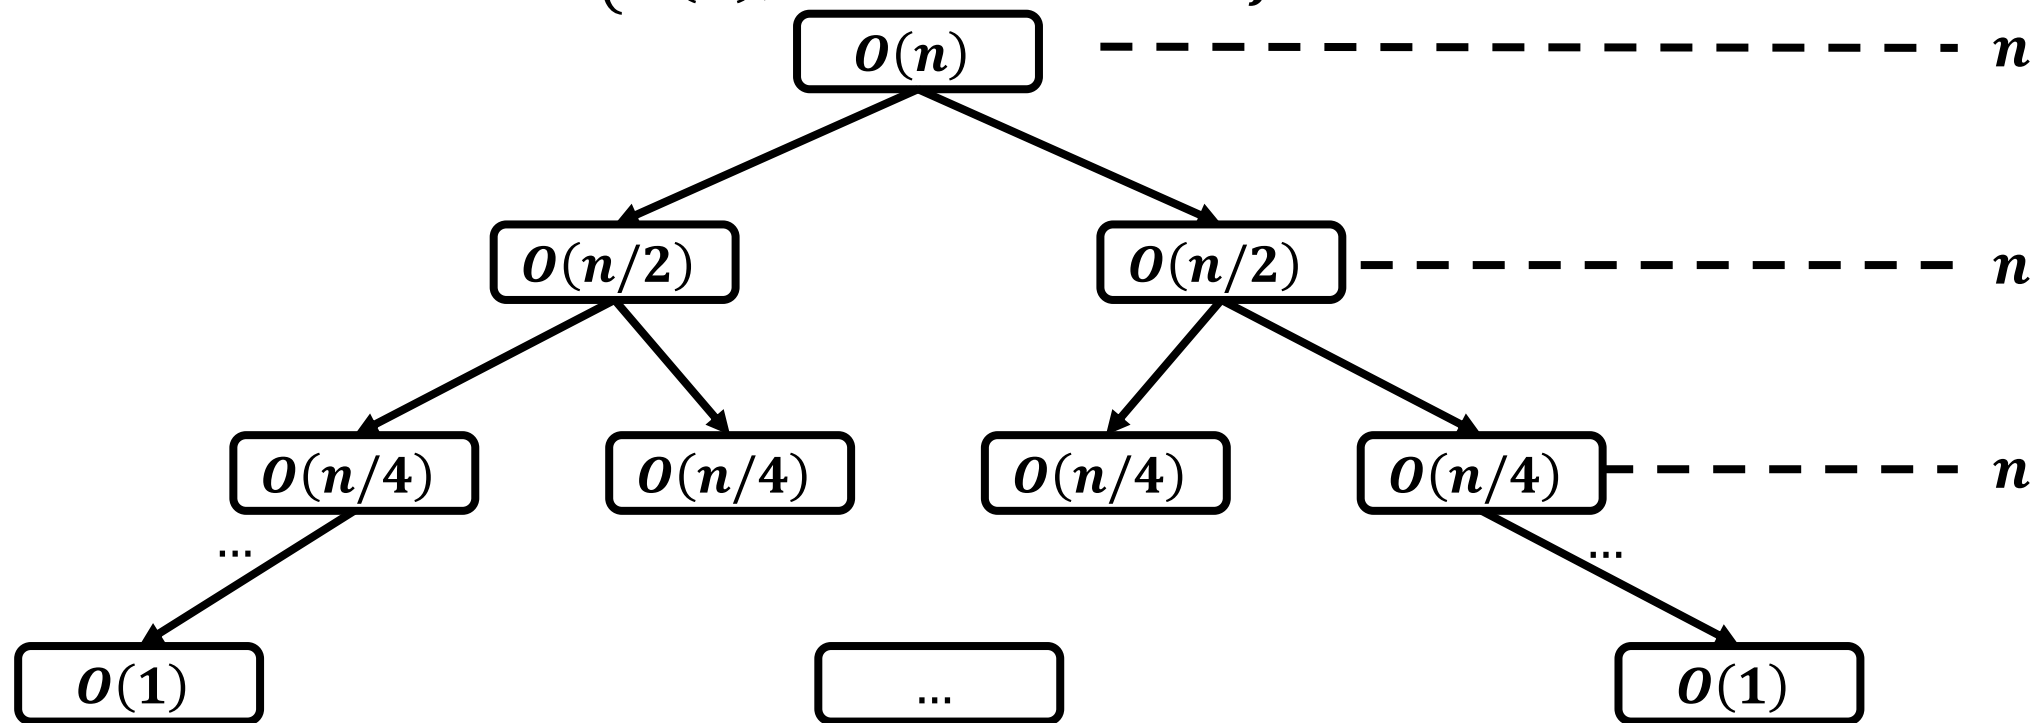 O(n) n
O(n/2) O(n/2) n
O(n/4) O(n/4) O(n/4) O(n/4) n
... ...
O(1) ... O(1)